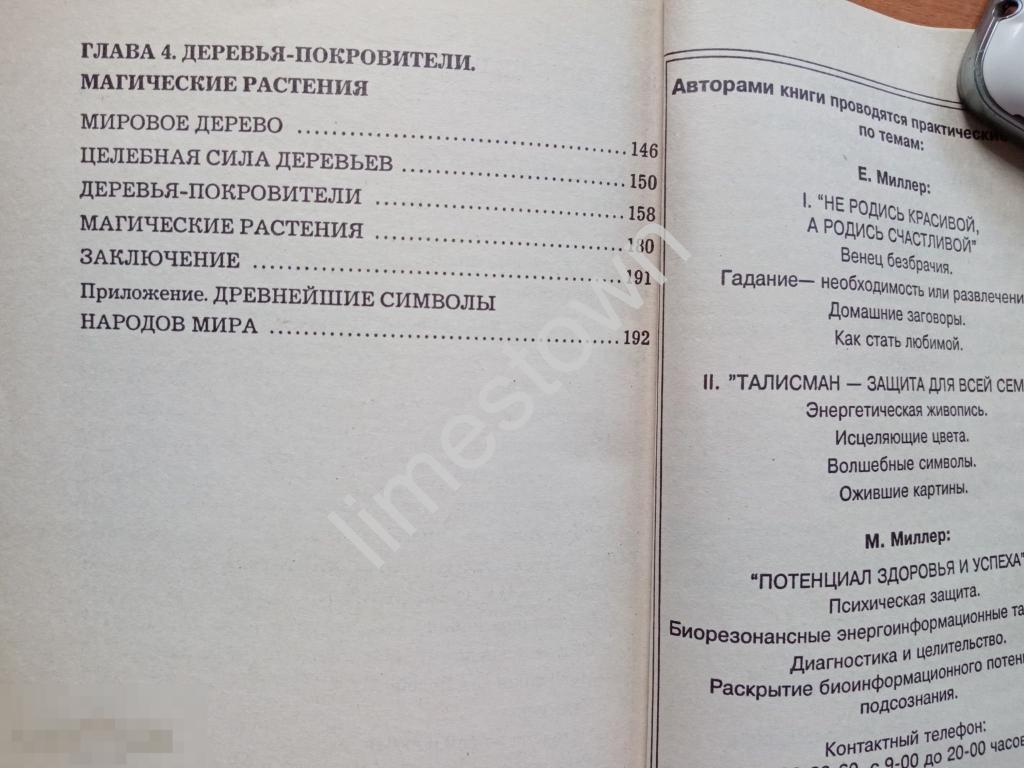 ГЛАВА 4. ДЕРЕВЬЯ-ПОКРОВИТЕЛИ.
МАГИЧЕСКИЕ РАСТЕНИЯ
МИРОВОЕ ДЕРЕВО ........................................ 146
ЦЕЛЕБНАЯ СИЛА ДЕРЕВЬЕВ ........................... 150
ДЕРЕВЬЯ-ПОКРОВИТЕЛИ ............................... 158
МАГИЧЕСКИЕ РАСТЕНИЯ ............................... 180
ЗАКЛЮЧЕНИЕ ............................................. 191
Приложение. ДРЕВНЕЙШИЕ СИМВОЛЫ
НАРОДОВ МИРА .......................................... 192
Авторами книги проводятся практические
по темам:
Е. Миллер:
I. "НЕ РОДИСЬ КРАСИВОЙ,
А РОДИСЬ СЧАСТЛИВОЙ"
Венец безбрачия.
Гадание— необходимость или развлечени
Домашние заговоры.
Как стать любимой.
II. "ТАЛИСМАН — ЗАЩИТА ДЛЯ ВСЕЙ СЕМ
Энергетическая живопись.
Исцеляющие цвета.
Волшебные символы.
Ожившие картины.
М. Миллер:
"ПОТЕНЦИАЛ ЗДОРОВЬЯ И УСПЕХА"
Психическая защита.
Биорезонансные энергоинформационные та
Диагностика и целительство.
Раскрытие биоинформационного потен
подсознания.
Контактный телефон:
с 9-00 до 20-00 часов
limestown